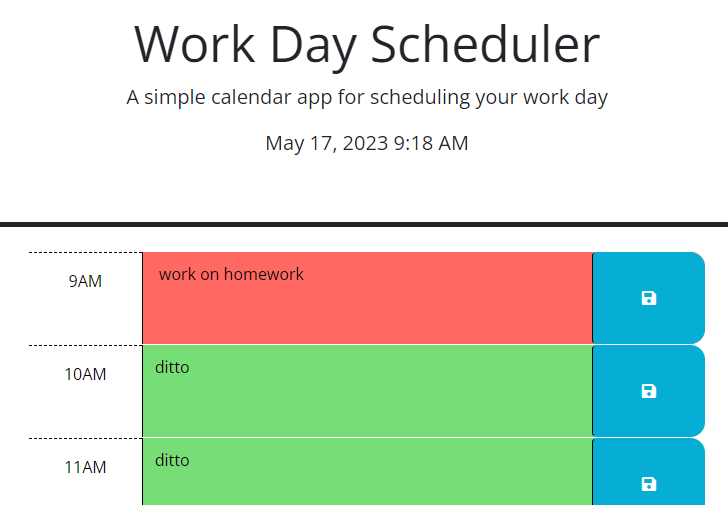 Work Day Scheduler
A simple calendar app for scheduling your work day
May 17, 2023 9:18 AM
9AM
work on homework
10AM
ditto
11AM
ditto